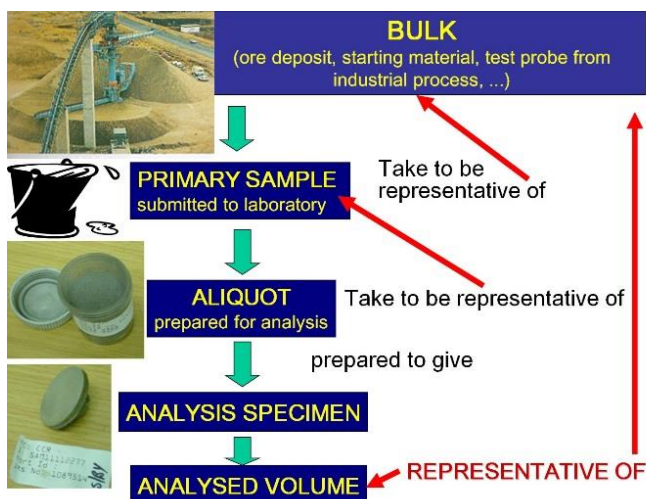 BULK
(ore deposit, starting material, test probe from
industrial process, ...)
Take to be
representative of
PRIMARY SAMPLE
submitted to laboratory
ALIQUOT
prepared for analysis
Take to be representative of
prepared to give
ANALYSIS SPECIMEN
ANALYSED VOLUME
REPRESENTATIVE OF